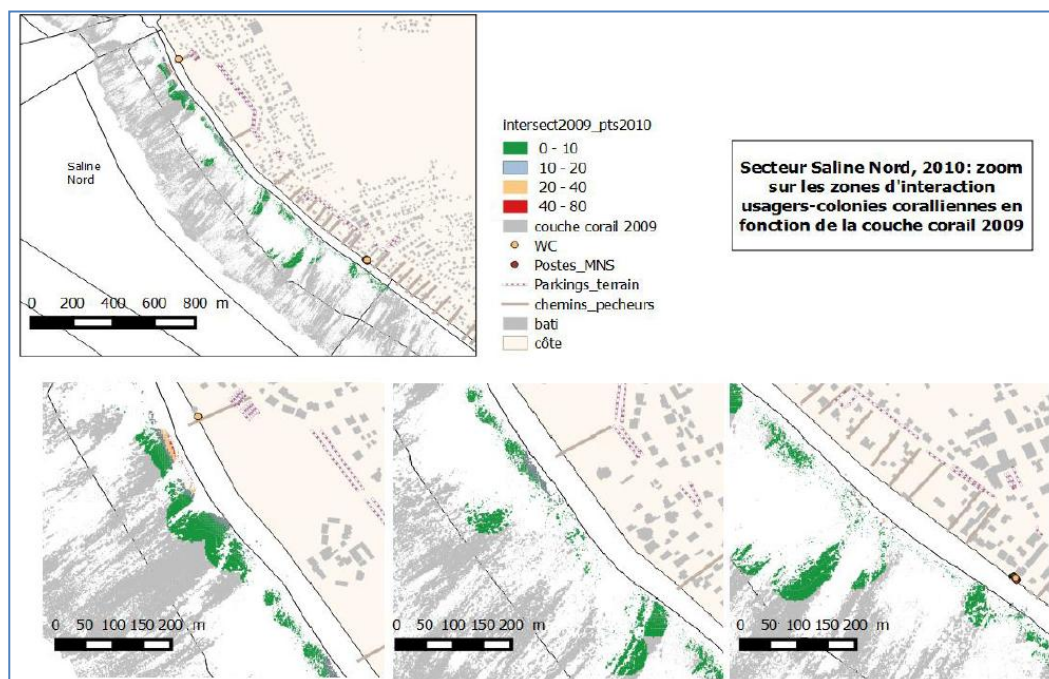 Saline
Nord
0 200 400 600 800 m
Intersect2009_pts2010
0 - 10
10 - 20
20 - 40
40 - 80
couche corail 2009
WC
Postes_MNS
Parkings_terrain
chemins_pecheurs
bati
côte
Secteur Saline Nord, 2010: zoom
sur les zones d'interaction
usagers-colonies coralliennes en
fonction de la couche corail 2009
0 50 100 150 200 m
0 50 100 150 200 m
0 50 100 150 200 m